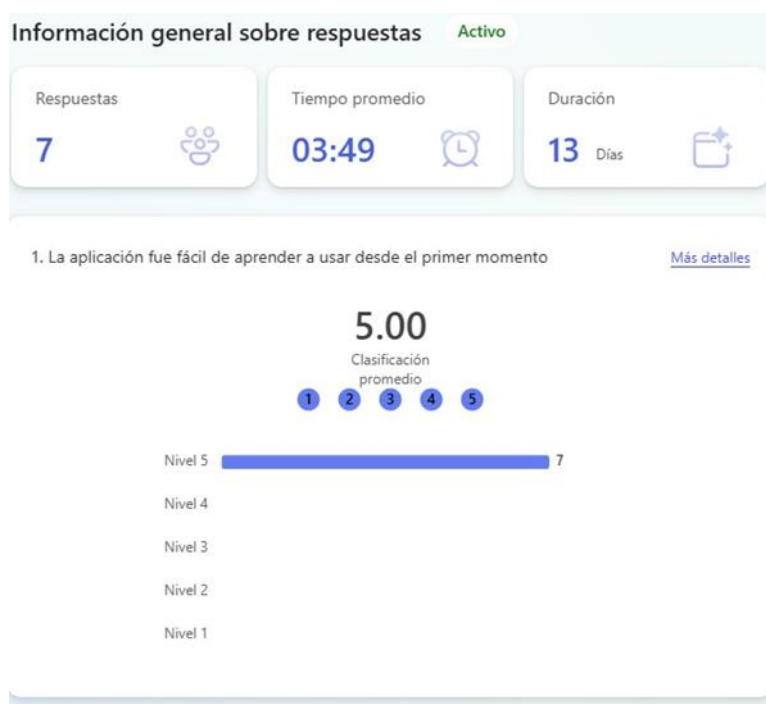 Información general sobre respuestas Activo
Respuestas
7
Tiempo promedio
03:49
Duración
13 Días
1. La aplicación fue fácil de aprender a usar desde el primer momento
Más detalles
5.00
Clasificación
promedio
1 2 3 4 5
Nivel 5 7
Nivel 4
Nivel 3
Nivel 2
Nivel 1